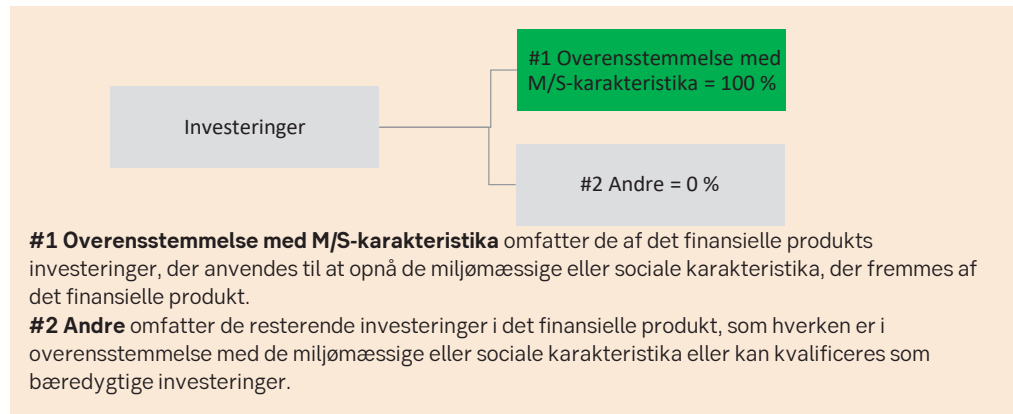 #1 Overensstemmelse med
M/S-karakteristika = 100 %
Investeringer
#2 Andre = 0 %
#1 Overensstemmelse med M/S-karakteristika omfatter de af det finansielle produkts
investeringer, der anvendes til at opnå de miljømæssige eller sociale karakteristika, der fremmes af
det finansielle produkt.
#2 Andre omfatter de resterende investeringer i det finansielle produkt, som hverken er i
overensstemmelse med de miljømæssige eller sociale karakteristika eller kan kvalificeres som
bæredygtige investeringer.